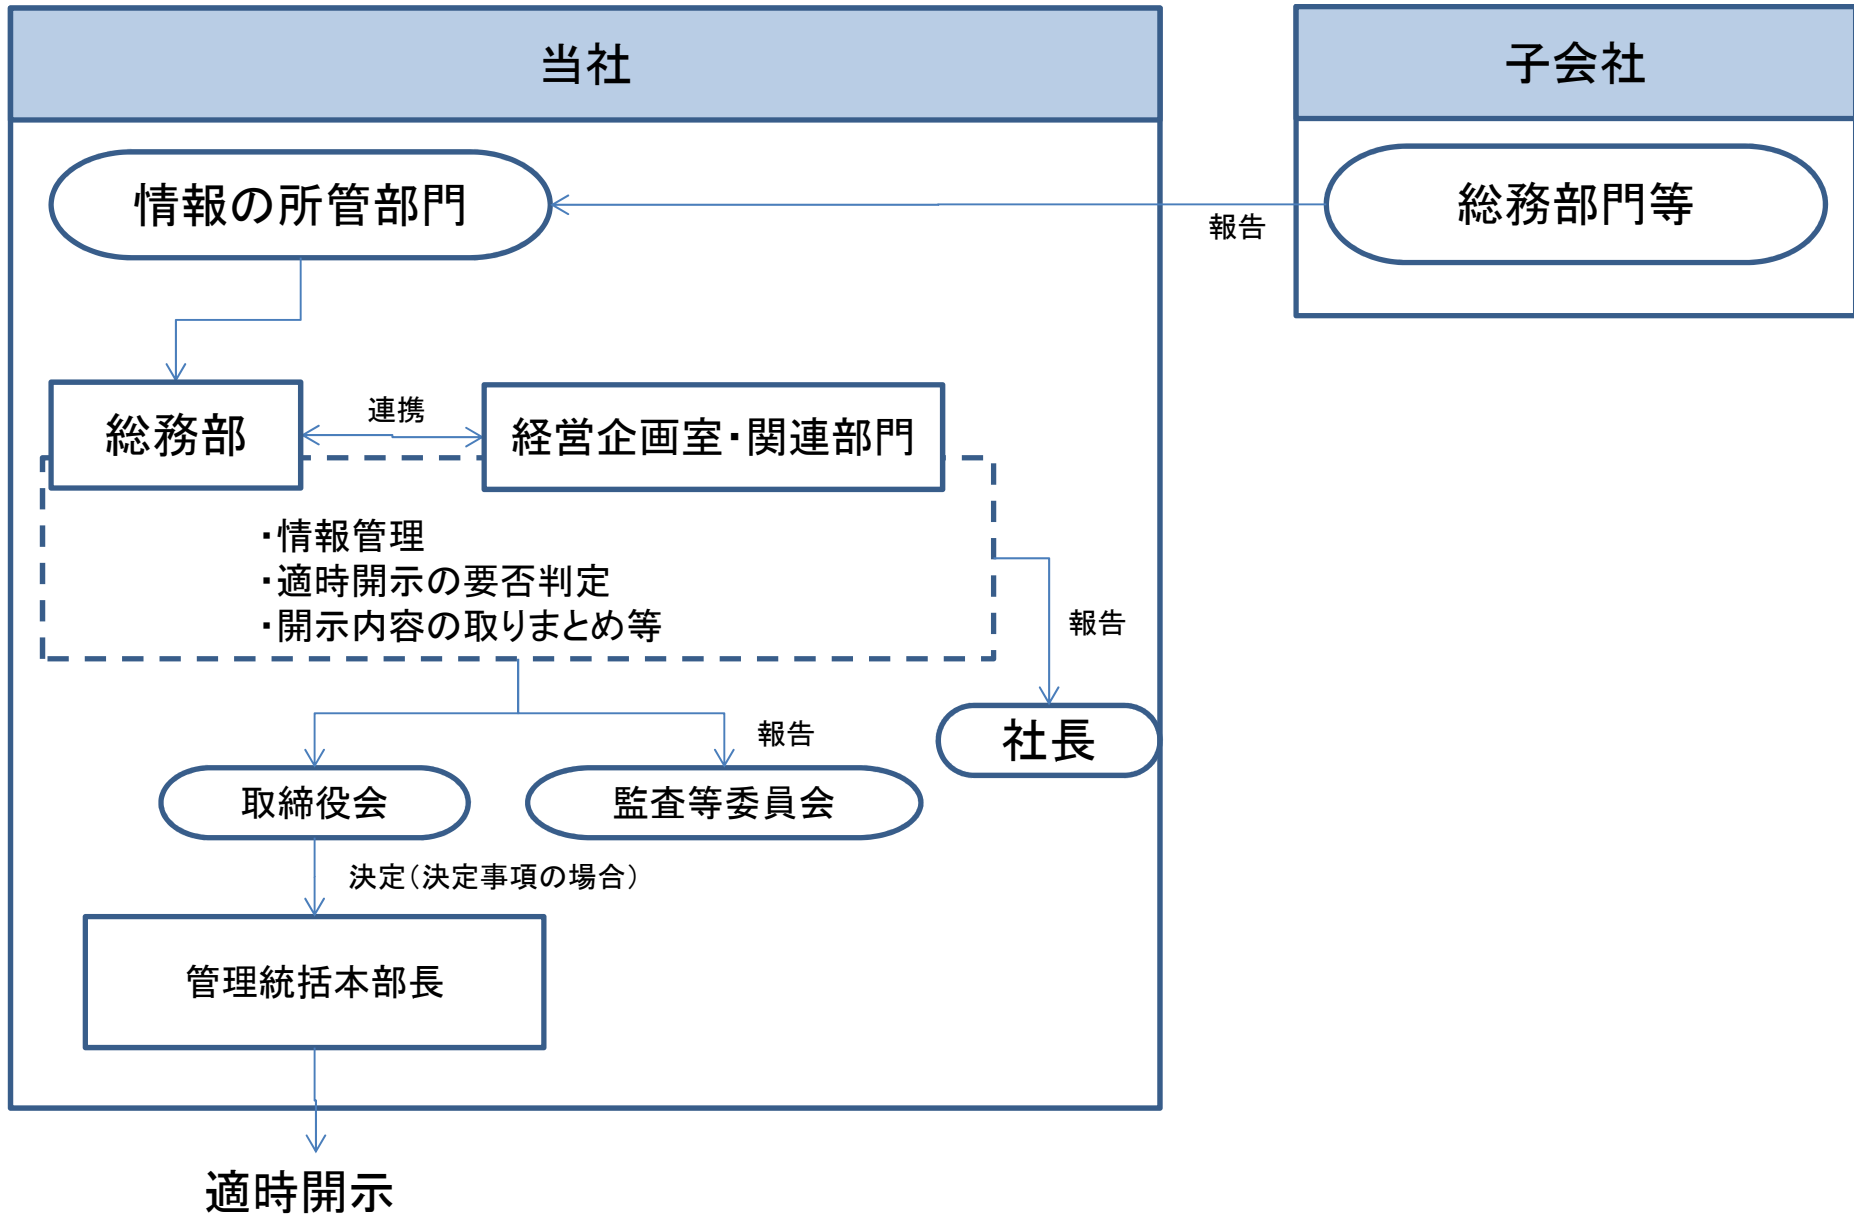 当社
子会社
情報の所管部門
総務部門等
報告
総務部
連携
経営企画室・関連部門
・情報管理
・適時開示の要否判定
・開示内容の取りまとめ等
報告
報告
社長
取締役会
監査等委員会
決定(決定事項の場合)
管理統括本部長
適時開示